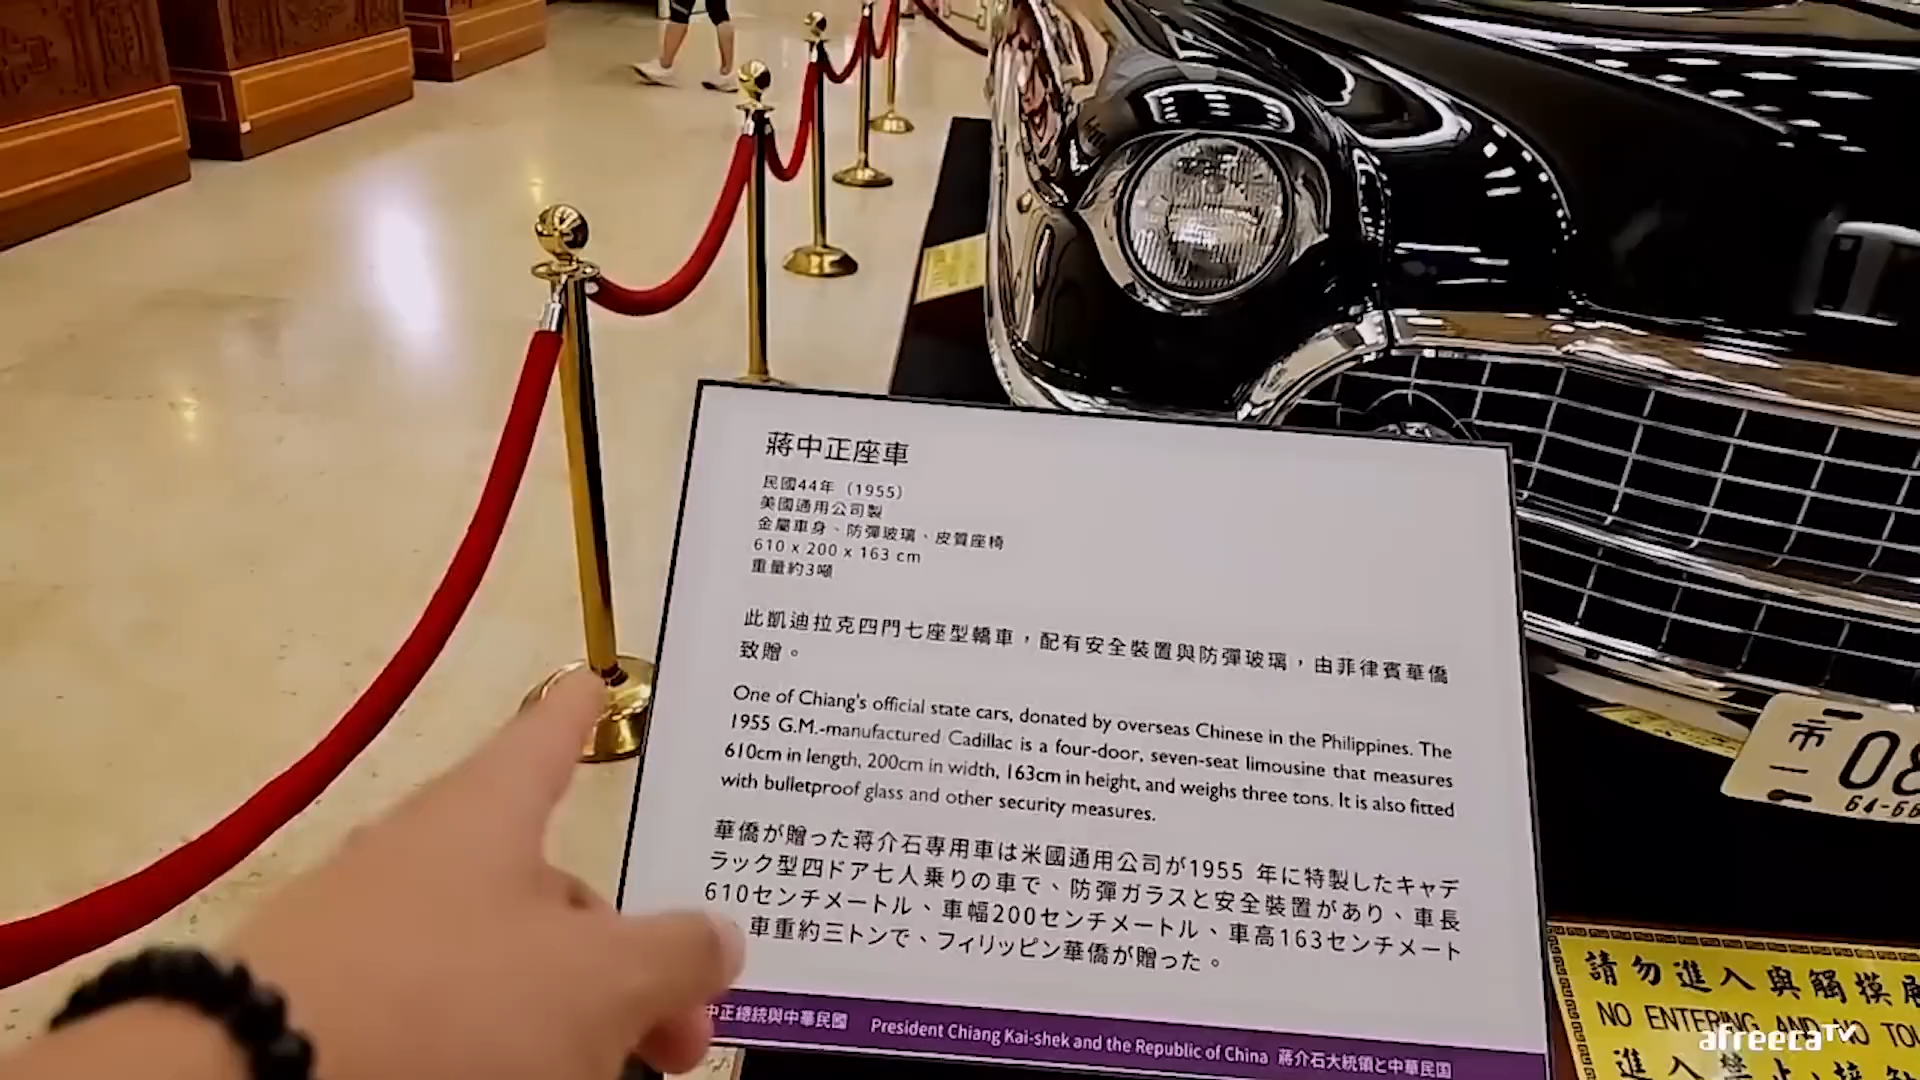 蔣中正座車
民國44年（1955）
美國通用公司製
金屬車身、防彈玻璃、皮質座椅
610 x 200 x 163 cm
重量約3噸
此凱迪拉克四門七座型轎車，配有安全裝置與防彈玻璃，由菲律賓華僑
致贈。
One of Chiang's official state cars, donated by overseas Chinese in the Philippines. The
1955 G.M.-manufactured Cadillac is a four-door, seven-seat limousine that measures
610cm in length, 200cm in width, 163cm in height, and weighs three tons. It is also fitted
with bulletproof glass and other security measures.
華僑が贈った蒋介石専用車は米國通用公司が1955 年に特製したキャデ
ラック型四ドア七人乗りの車で、防彈ガラスと安全裝置があり、車長
610センチメートル、車幅200センチメートル、車高163センチメート
、車重約三トンで、フィリッピン華僑が贈った。
中正總統與中華民國 President Chiang Kai-shek and the Republic of China 蔣介石大統領と中華民国
市
一
08
64-66
請勿進入與觸摸展
NO ENTERING AND NO TOU
進入禁止、接触
afreecaTV